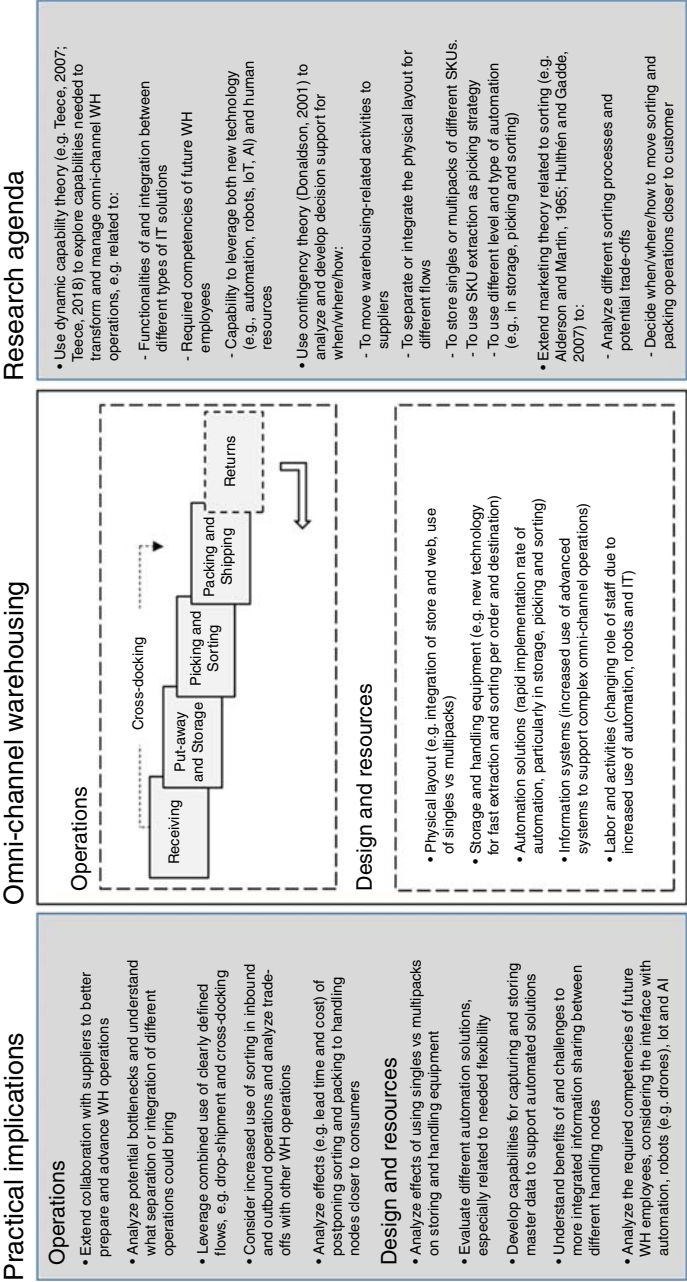 Practical implications
Operations
• Extend collaboration with suppliers to better
prepare and advance WH operations
• Analyze potential bottlenecks and understand
what separation or integration of different
operations could bring
• Leverage combined use of clearly defined
flows, e.g. drop-shipment and cross-docking
• Consider increased use of sorting in inbound
and outbound operations and analyze trade-
offs with other WH operations
• Analyze effects (e.g. lead time and cost) of
postponing sorting and packing to handling
nodes closer to consumers
Design and resources
• Analyze effects of using singles vs multipacks
on storing and handling equipment
• Evaluate different automation solutions,
especially related to needed flexibility
• Develop capabilities for capturing and storing
master data to support automated solutions
• Understand benefits of and challenges to
more integrated information sharing between
different handling nodes
• Analyze the required competencies of future
WH employees, considering the interface with
automation, robots (e.g. drones), Iot and AI
Omni-channel warehousing
Operations
Cross-docking
Receiving
Put-away
and Storage
Picking and
Sorting
Packing and
Shipping
Returns
Design and resources
• Physical layout (e.g. integration of store and web, use
of singles vs multipacks)
• Storage and handling equipment (e.g. new technology
for fast extraction and sorting per order and destination)
• Automation solutions (rapid implementation rate of
automation, particularly in storage, picking and sorting)
• Information systems (increased use of advanced
systems to support complex omni-channel operations)
• Labor and activities (changing role of staff due to
increased use of automation, robots and IT)
Research agenda
• Use dynamic capability theory (e.g. Teece, 2007;
Teece, 2018) to explore capabilities needed to
transform and manage omni-channel WH
operations, e.g. related to:
- Functionalities of and integration between
different types of IT solutions
- Required competencies of future WH
employees
- Capability to leverage both new technology
(e.g., automation, robots, IoT, AI) and human
resources
• Use contingency theory (Donaldson, 2001) to
analyze and develop decision support for
when/where/how:
- To move warehousing-related activities to
suppliers
- To separate or integrate the physical layout for
different flows
- To store singles or multipacks of different SKUs.
- To use SKU extraction as picking strategy
- To use different level and type of automation
(e.g., in storage, picking and sorting)
• Extend marketing theory related to sorting (e.g.
Alderson and Martin, 1965; Hulthén and Gadde,
2007) to:
- Analyze different sorting processes and
potential trade-offs
- Decide when/where/how to move sorting and
packing operations closer to customer